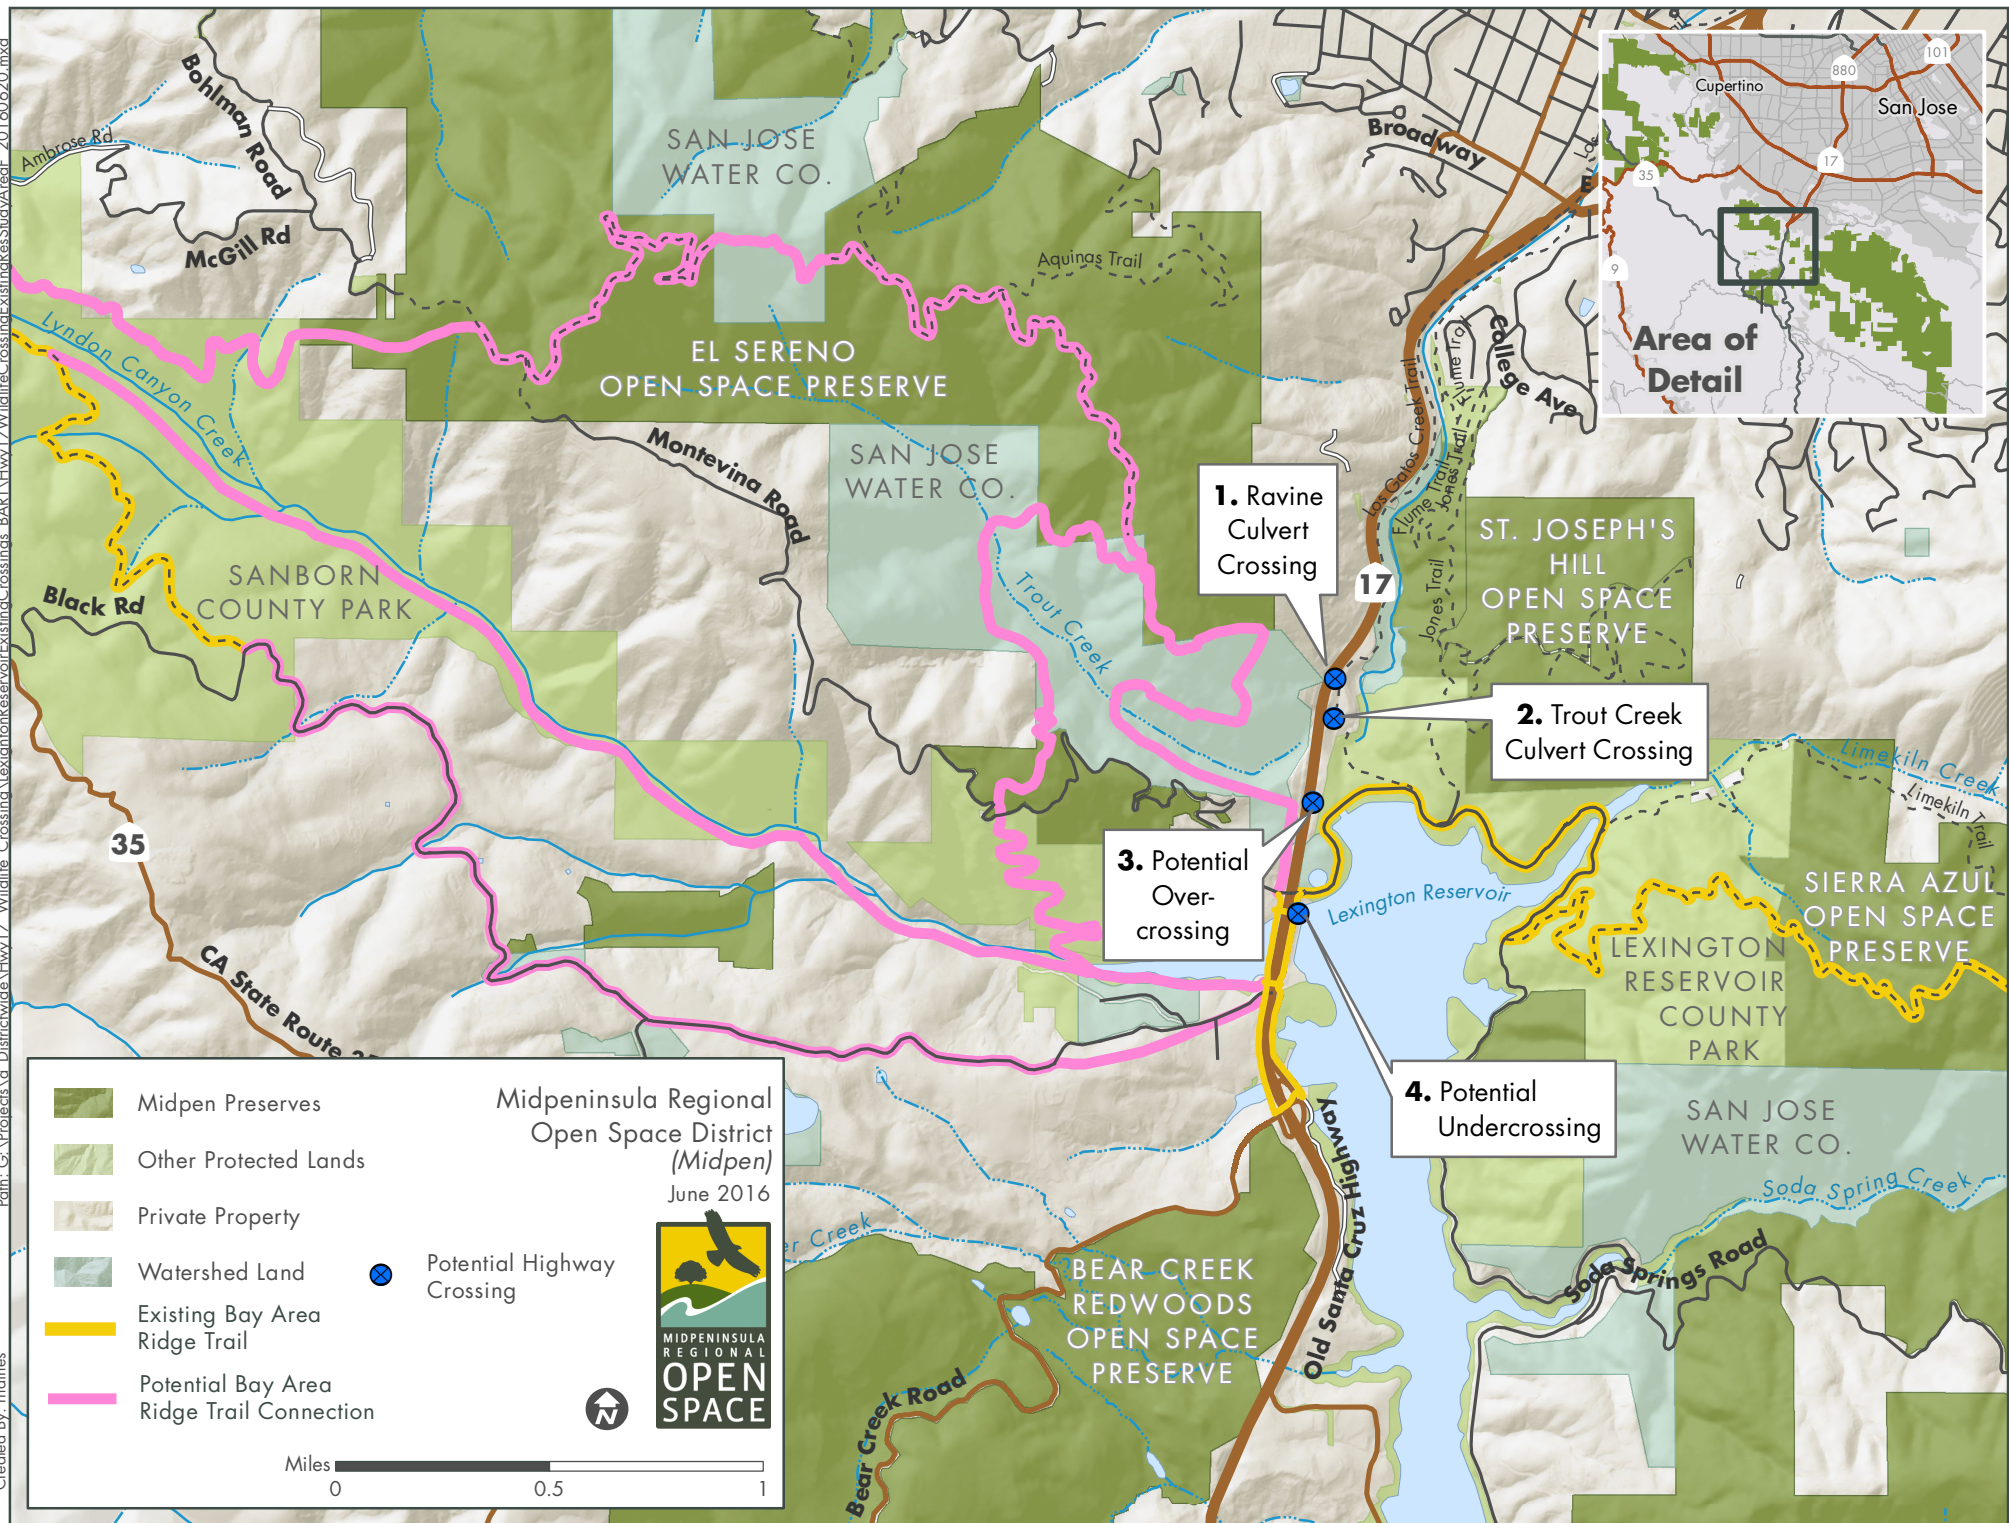 Bohlman Road
Ambrose Rd
McGill Rd
SAN JOSE
WATER CO.
Broadway
E
Aquinas Trail
Lyndon Canyon Creek
EL SERENO
OPEN SPACE PRESERVE
Montevina Road
SAN JOSE
WATER CO.
College Ave
Flume Trail
Los Gatos Creek Trail
Flume Trail
Jones Trail
Jones Trail
Cupertino
San Jose
880
101
17
35
9
Area of
Detail
1. Ravine
Culvert
Crossing
17
ST. JOSEPH'S
HILL
OPEN SPACE
PRESERVE
Black Rd
SANBORN
COUNTY PARK
Trout Creek
2. Trout Creek
Culvert Crossing
Limekiln Creek
Limekiln Trail
35
3. Potential
Over-
crossing
Lexington Reservoir
SIERRA AZUL
OPEN SPACE
PRESERVE
LEXINGTON
RESERVOIR
COUNTY
PARK
CA State Route
4. Potential
Undercrossing
SAN JOSE
WATER CO.
Soda Spring Creek
Soda Springs Road
Old Santa Cruz Highway
er Creek
BEAR CREEK
REDWOODS
OPEN SPACE
PRESERVE
Bear Creek Road
Midpen Preserves
Other Protected Lands
Private Property
Watershed Land
Existing Bay Area
Ridge Trail
Potential Bay Area
Ridge Trail Connection
Potential Highway
Crossing
Midpeninsula Regional
Open Space District
(Midpen)
June 2016
MIDPENINSULA
REGIONAL
OPEN
SPACE
N
Miles
0 0.5 1